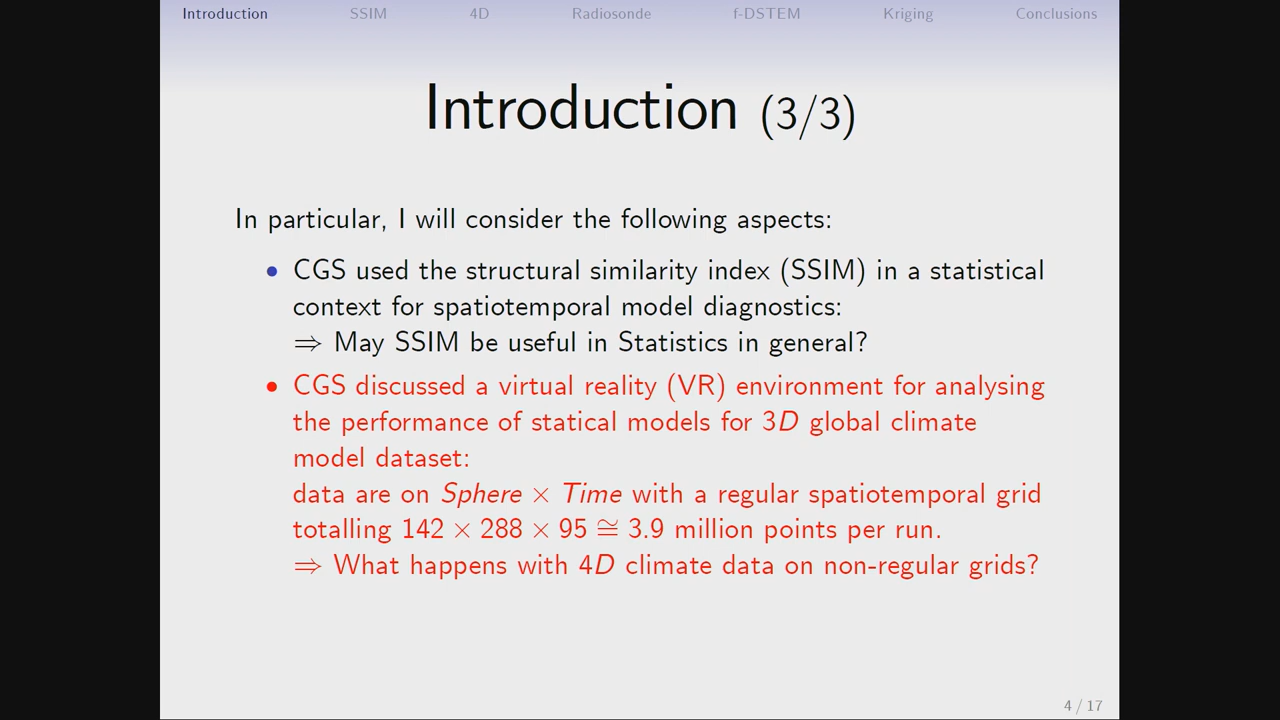 Introduction SSIM 4D Radiosonde f-DSTEM Kriging Conclusions
Introduction (3/3)
In particular, I will consider the following aspects:
• CGS used the structural similarity index (SSIM) in a statistical
context for spatiotemporal model diagnostics:
⇒ May SSIM be useful in Statistics in general?
• CGS discussed a virtual reality (VR) environment for analysing
the performance of statical models for 3D global climate
model dataset:
data are on Sphere × Time with a regular spatiotemporal grid
totalling 142 × 288 × 95 ≅ 3.9 million points per run.
⇒ What happens with 4D climate data on non-regular grids?
4 / 17